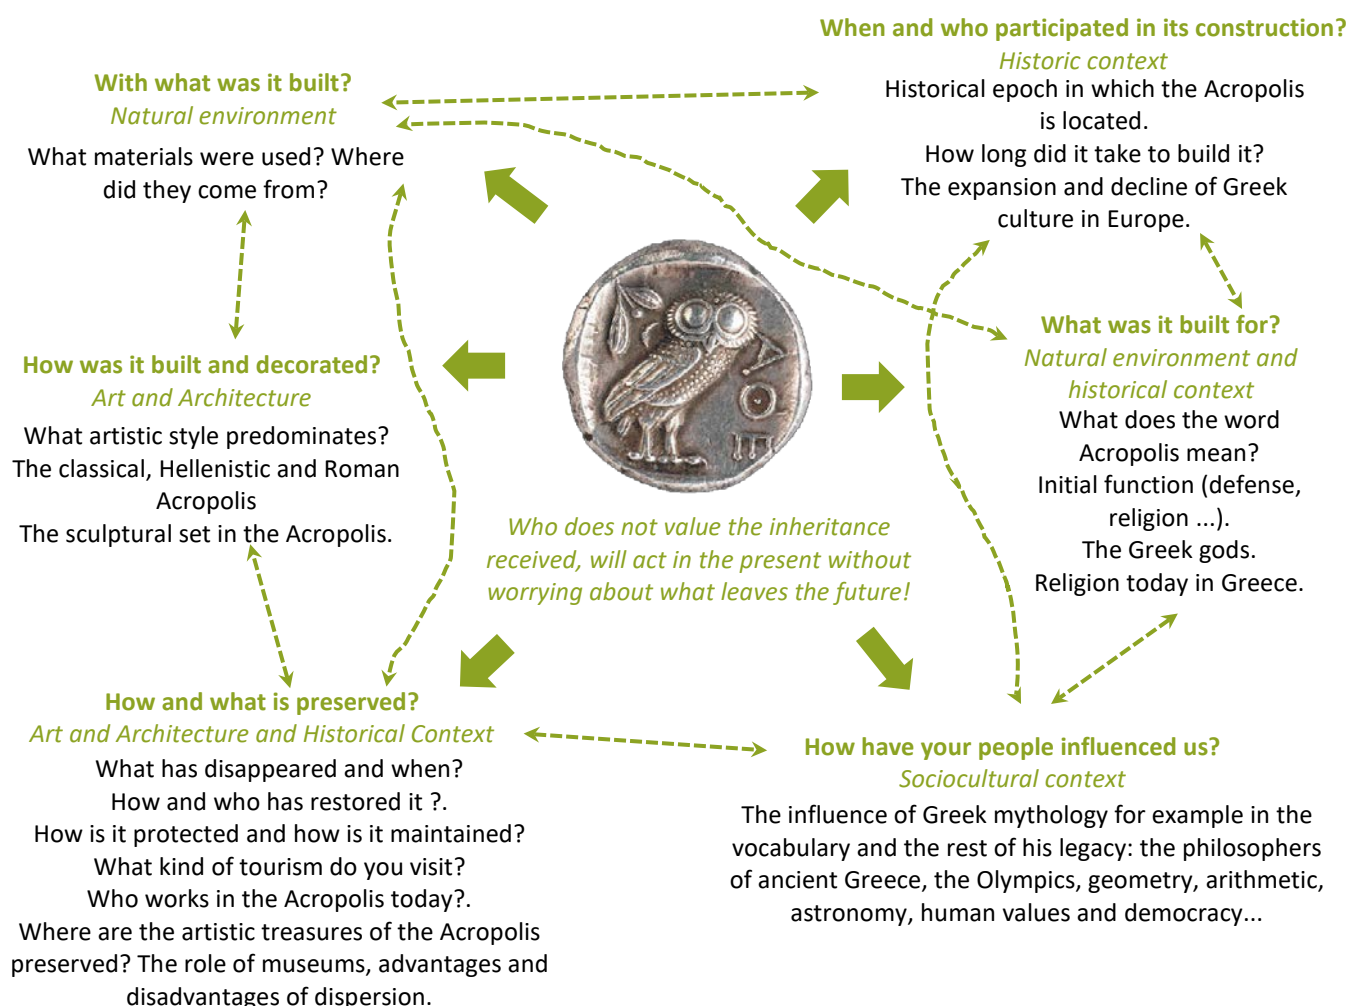 With what was it built?
Natural environment
What materials were used? Where
did they come from?
When and who participated in its construction?
Historic context
Historical epoch in which the Acropolis
is located.
How long did it take to build it?
The expansion and decline of Greek
culture in Europe.
How was it built and decorated?
Art and Architecture
What artistic style predominates?
The classical, Hellenistic and Roman
Acropolis
The sculptural set in the Acropolis.
ΑΘΕ
What was it built for?
Natural environment and
historical context
What does the word
Acropolis mean?
Initial function (defense,
religion ...).
The Greek gods.
Religion today in Greece.
Who does not value the inheritance
received, will act in the present without
worrying about what leaves the future!
How and what is preserved?
Art and Architecture and Historical Context
What has disappeared and when?
How and who has restored it ?.
How is it protected and how is it maintained?
What kind of tourism do you visit?
Who works in the Acropolis today?.
Where are the artistic treasures of the Acropolis
preserved? The role of museums, advantages and
disadvantages of dispersion.
How have your people influenced us?
Sociocultural context
The influence of Greek mythology for example in the
vocabulary and the rest of his legacy: the philosophers
of ancient Greece, the Olympics, geometry, arithmetic,
astronomy, human values and democracy...